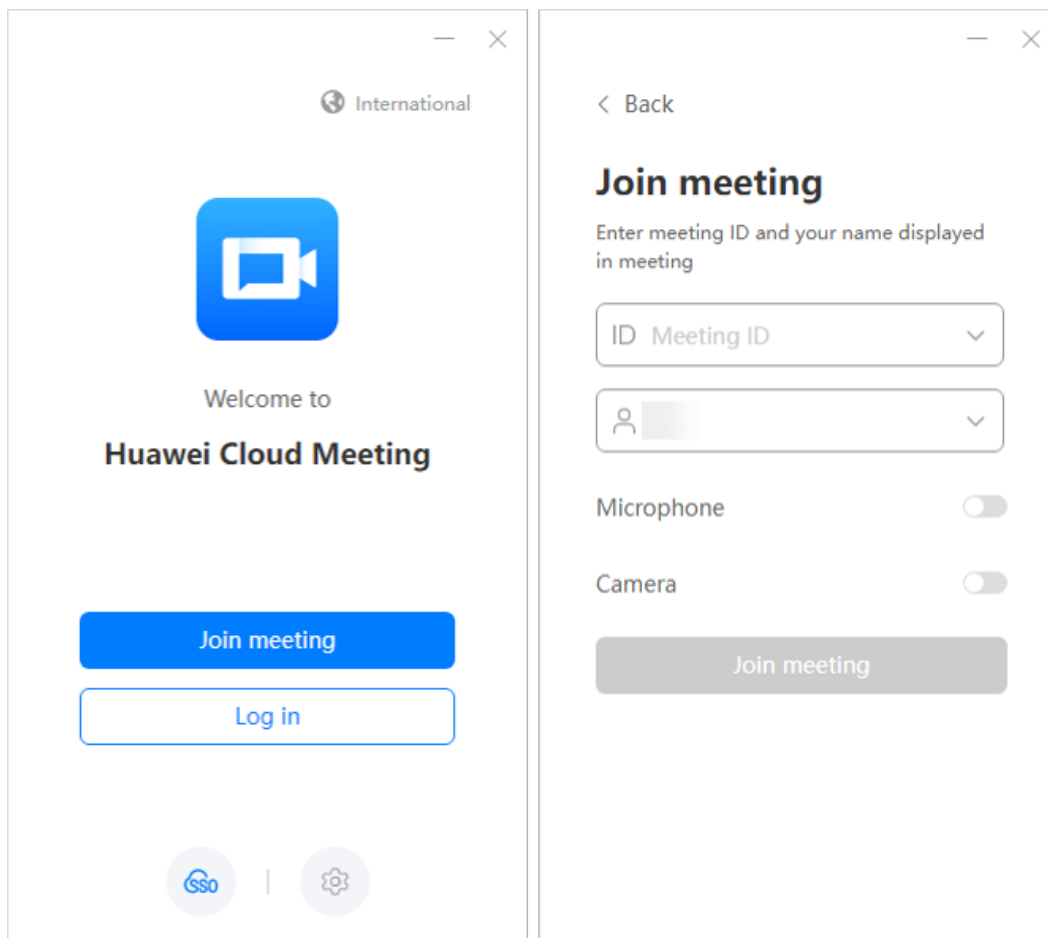 International
Welcome to
Huawei Cloud Meeting
Join meeting
Log in
SSO
Back
Join meeting
Enter meeting ID and your name displayed
in meeting
ID Meeting ID
Microphone
Camera
Join meeting